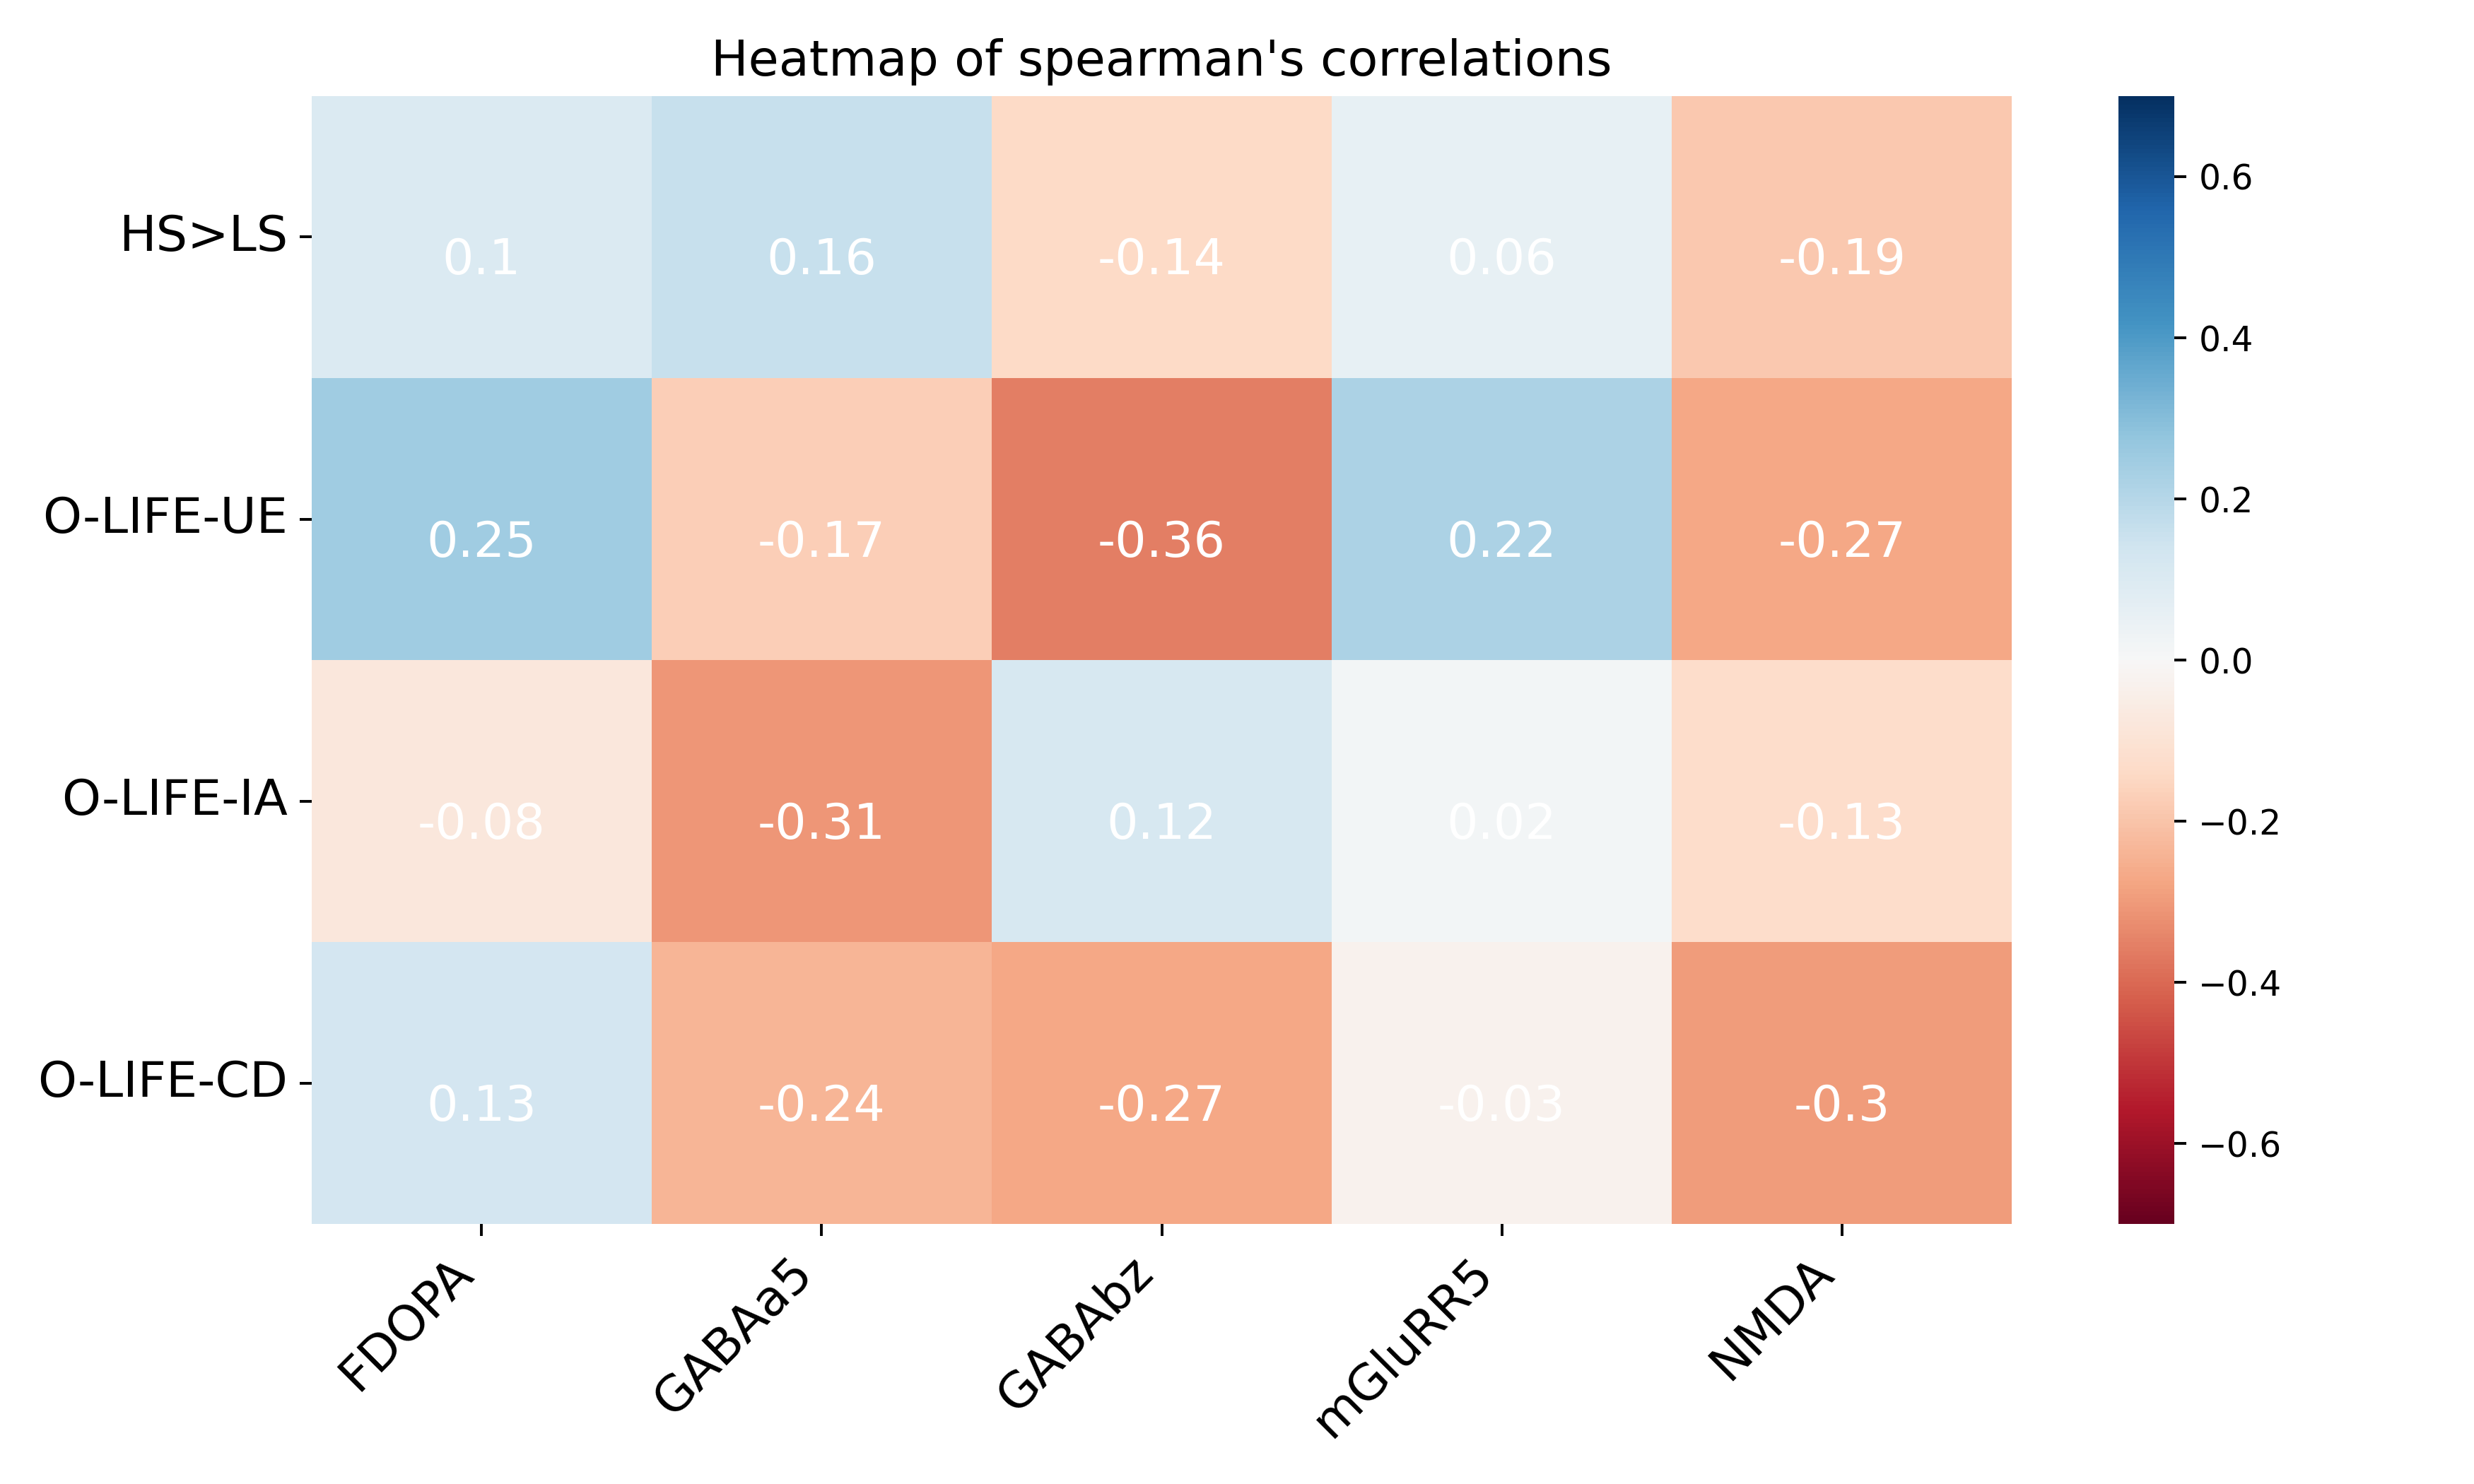 Heatmap of spearman's correlations
HS>LS 0.1 0.16 -0.14 0.06 -0.19
O-LIFE-UE 0.25 -0.17 -0.36 0.22 -0.27
O-LIFE-IA -0.08 -0.31 0.12 0.02 -0.13
O-LIFE-CD 0.13 -0.24 -0.27 -0.03 -0.3
FDOPA GABAa5 GABAbz mGluRR5 NMDA
0.6
0.4
0.2
0.0
−0.2
−0.4
−0.6